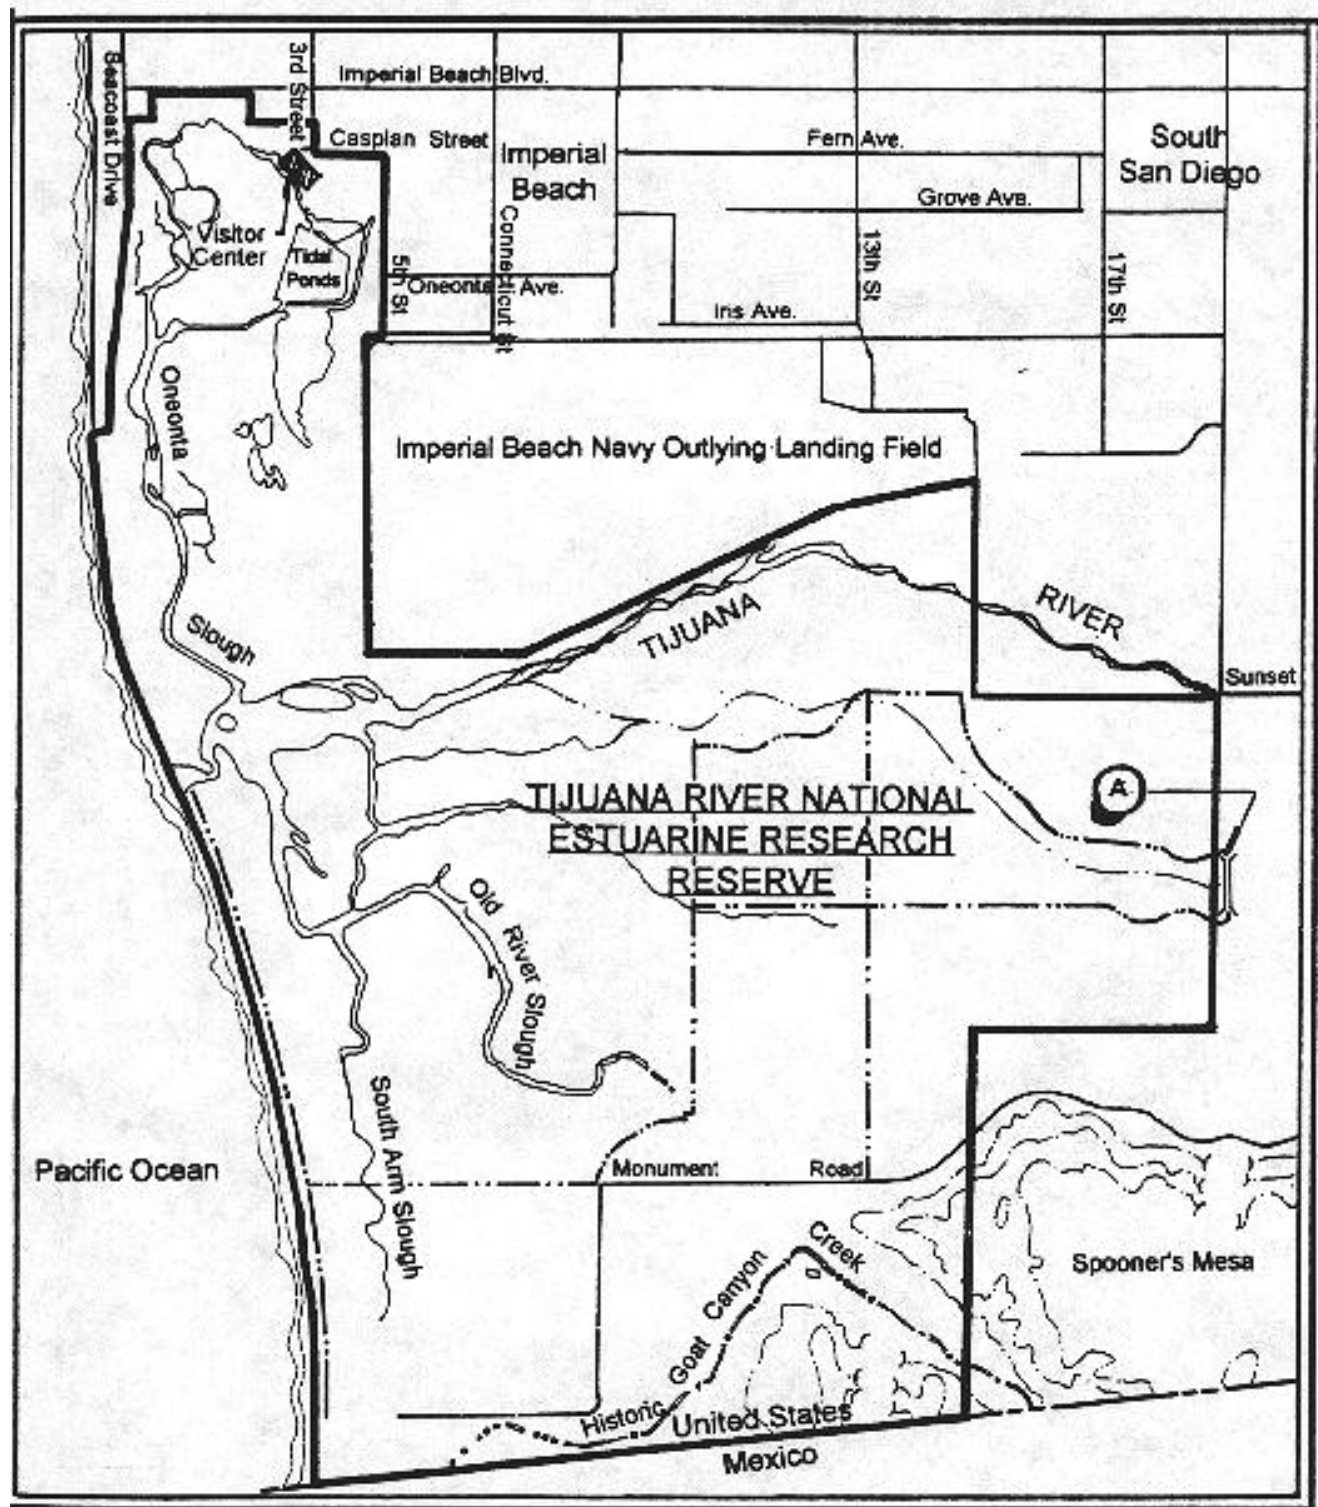 Imperial Beach Blvd.
Seacoast Drive
3rd Street
Caspian Street
Imperial
Beach
Fern Ave.
South
San Diego
Grove Ave.
Visitor
Center
Tidal
Ponds
5th St
Connecticut St
Oneonta Ave.
13th St
17th St
Iris Ave.
Oneonta
Slough
Imperial Beach Navy Outlying Landing Field
TIJUANA
RIVER
Sunset
A
TIJUANA RIVER NATIONAL
ESTUARINE RESEARCH
RESERVE
Old River Slough
South Arm Slough
Pacific Ocean
Monument Road
Spooner's Mesa
Historic Goat Canyon Creek
United States
Mexico